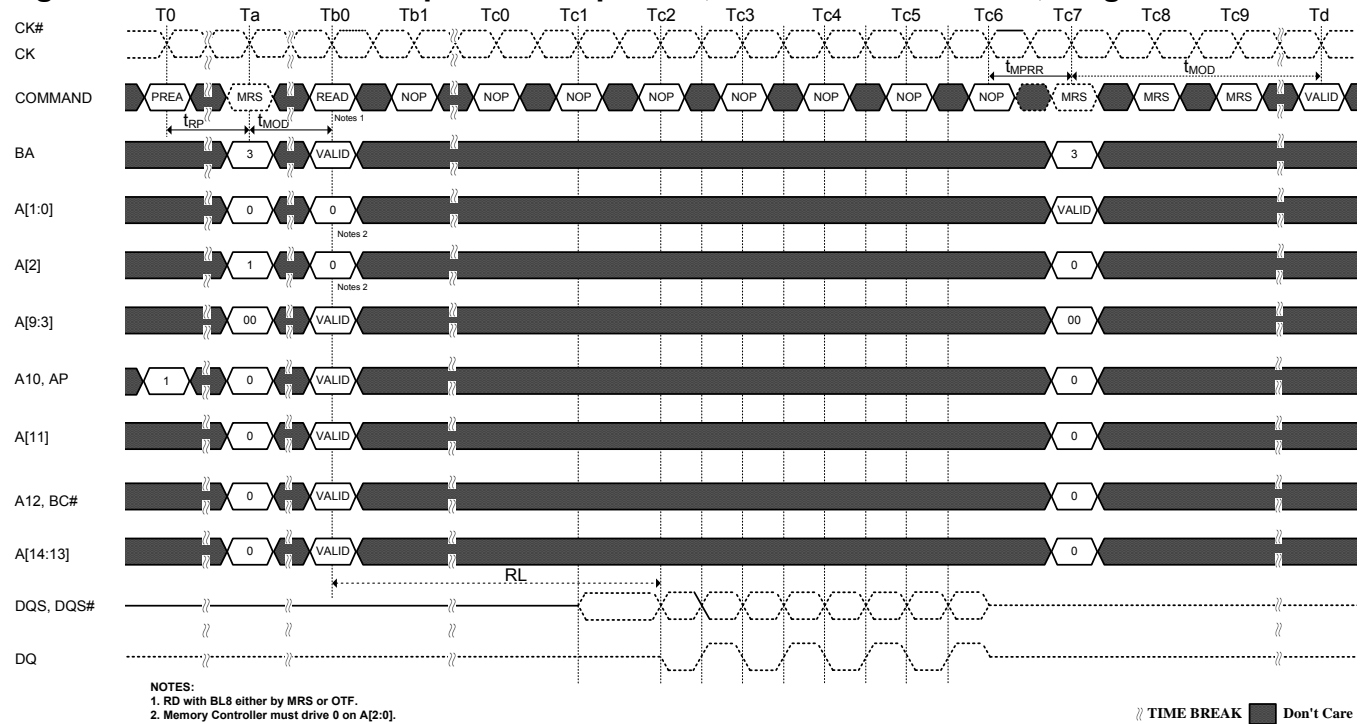 T0 Ta Tb0 Tb1 Tc0 Tc1 Tc2 Tc3 Tc4 Tc5 Tc6 Tc7 Tc8 Tc9 Td
CK#
CK
tMPRR tMOD
COMMAND PREA MRS READ NOP NOP NOP NOP NOP NOP NOP NOP MRS MRS MRS VALID
Notes 1
tRP tMOD
BA 3 VALID 3
A[1:0] 0 0 VALID
Notes 2
A[2] 1 0 0
Notes 2
A[9:3] 00 VALID 00
A10, AP 1 0 VALID 0
A[11] 0 VALID 0
A12, BC# 0 VALID 0
A[14:13] 0 VALID 0
RL
DQS, DQS#
DQ
NOTES:
1. RD with BL8 either by MRS or OTF.
2. Memory Controller must drive 0 on A[2:0].
TIME BREAK Don't Care